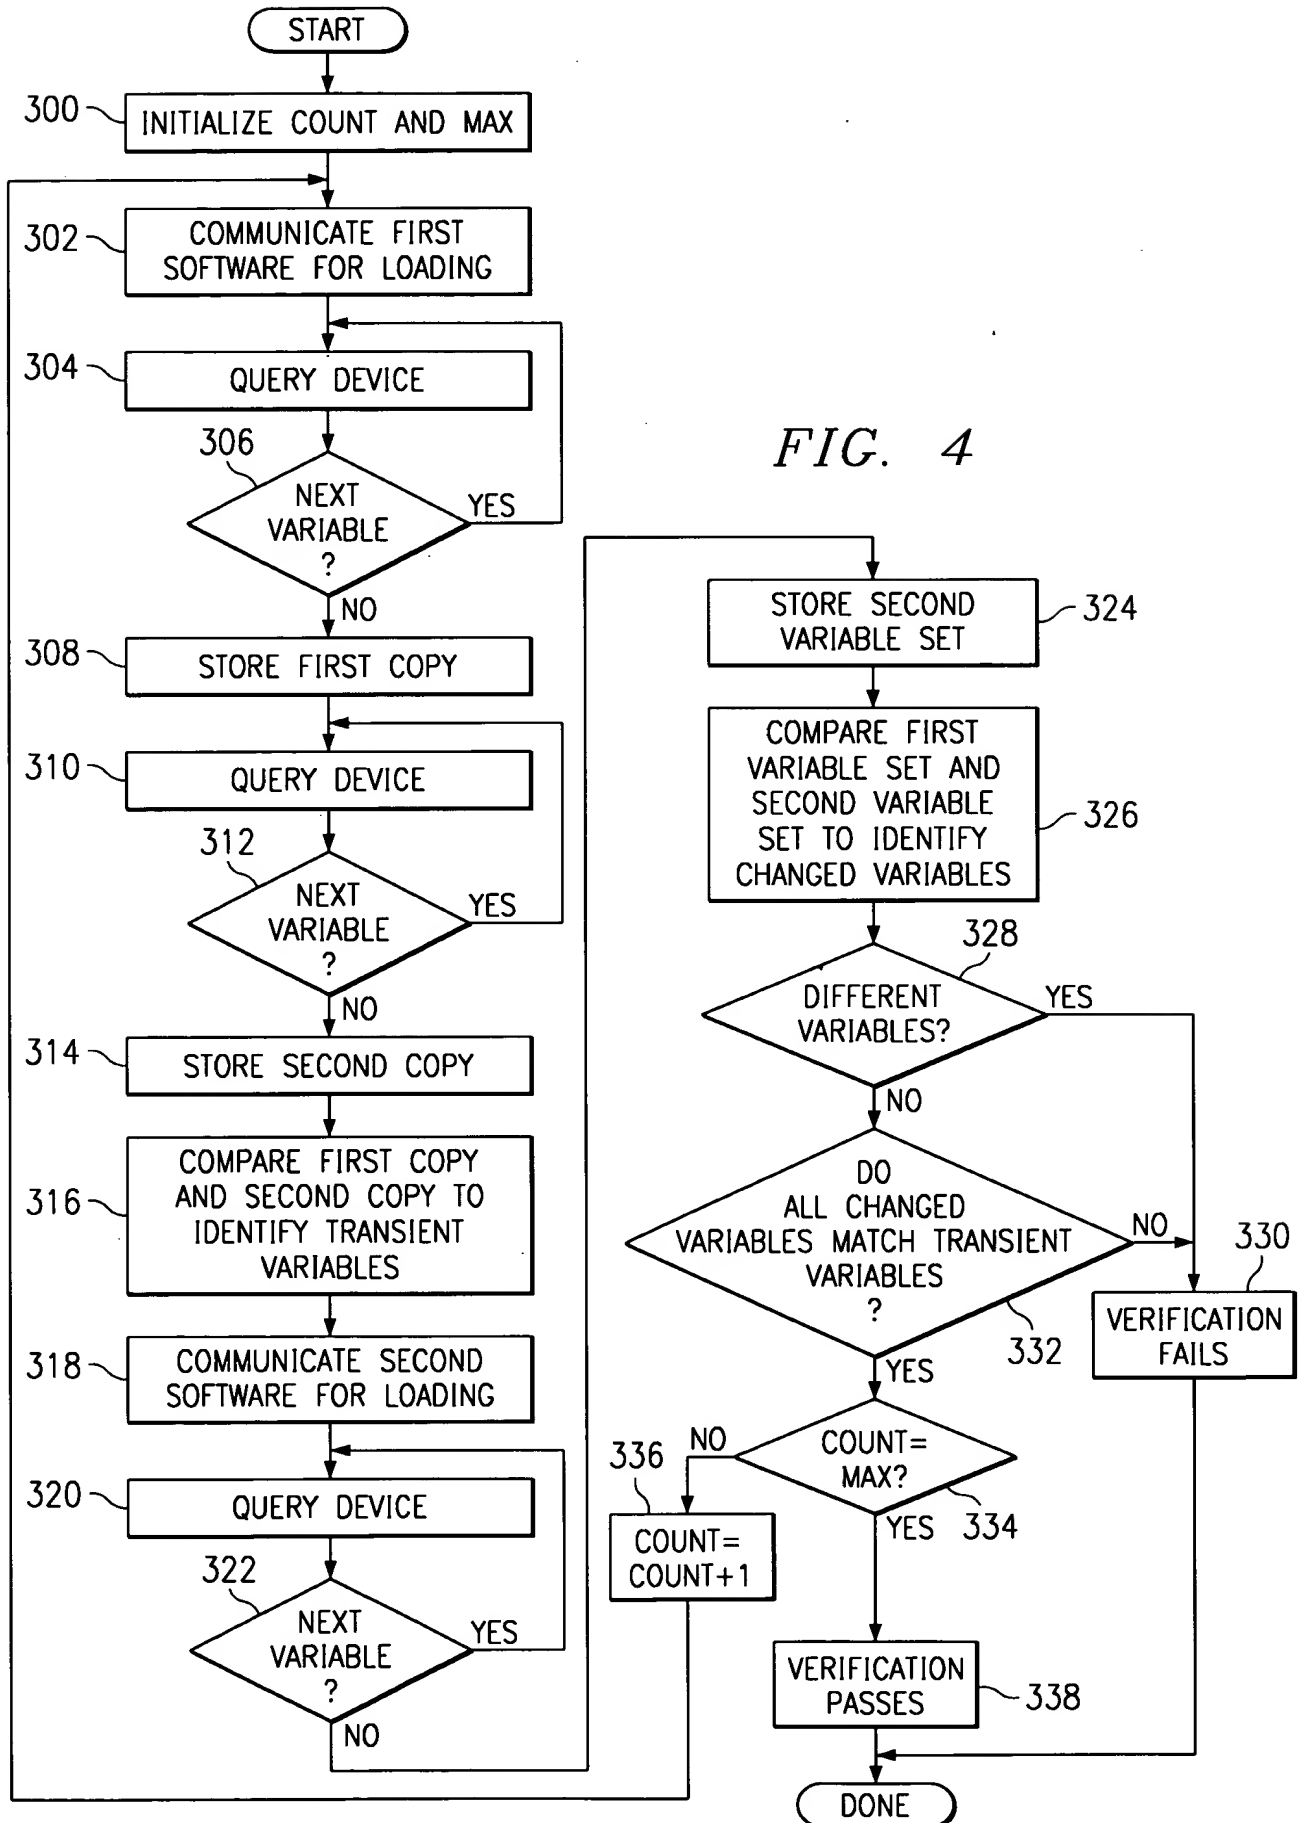 START
300
INITIALIZE COUNT AND MAX
302
COMMUNICATE FIRST
SOFTWARE FOR LOADING
304
QUERY DEVICE
306
NEXT
VARIABLE
?
YES
NO
308
STORE FIRST COPY
310
QUERY DEVICE
312
NEXT
VARIABLE
?
YES
NO
314
STORE SECOND COPY
316
COMPARE FIRST COPY
AND SECOND COPY TO
IDENTIFY TRANSIENT
VARIABLES
318
COMMUNICATE SECOND
SOFTWARE FOR LOADING
320
QUERY DEVICE
322
NEXT
VARIABLE
?
YES
NO
FIG. 4
STORE SECOND
VARIABLE SET
324
COMPARE FIRST
VARIABLE SET AND
SECOND VARIABLE
SET TO IDENTIFY
CHANGED VARIABLES
326
328
DIFFERENT
VARIABLES?
YES
NO
DO
ALL CHANGED
VARIABLES MATCH TRANSIENT
VARIABLES
?
NO
332
YES
330
VERIFICATION
FAILS
COUNT=
MAX?
NO
334
YES
336
COUNT=
COUNT+1
VERIFICATION
PASSES
338
DONE